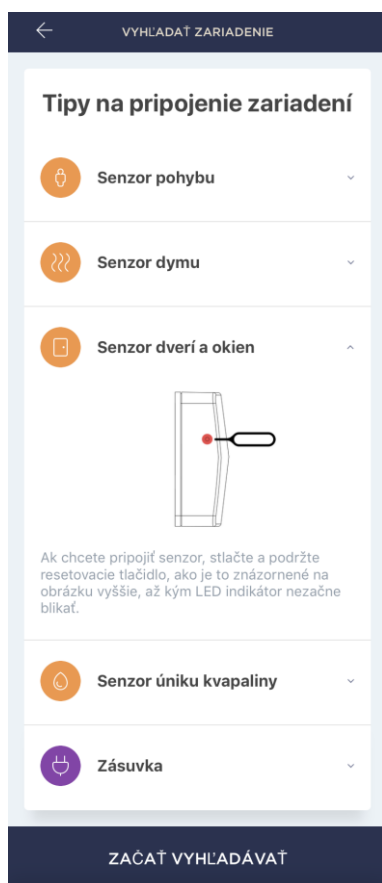 VYHĽADAŤ ZARIADENIE
Tipy na pripojenie zariadení
Senzor pohybu
Senzor dymu
Senzor dverí a okien
Ak chcete pripojiť senzor, stlačte a podržte
resetovacie tlačidlo, ako je to znázornené na
obrázku vyššie, až kým LED indikátor nezačne
blikať.
Senzor úniku kvapaliny
Zásuvka
ZAČAŤ VYHĽADÁVAŤ